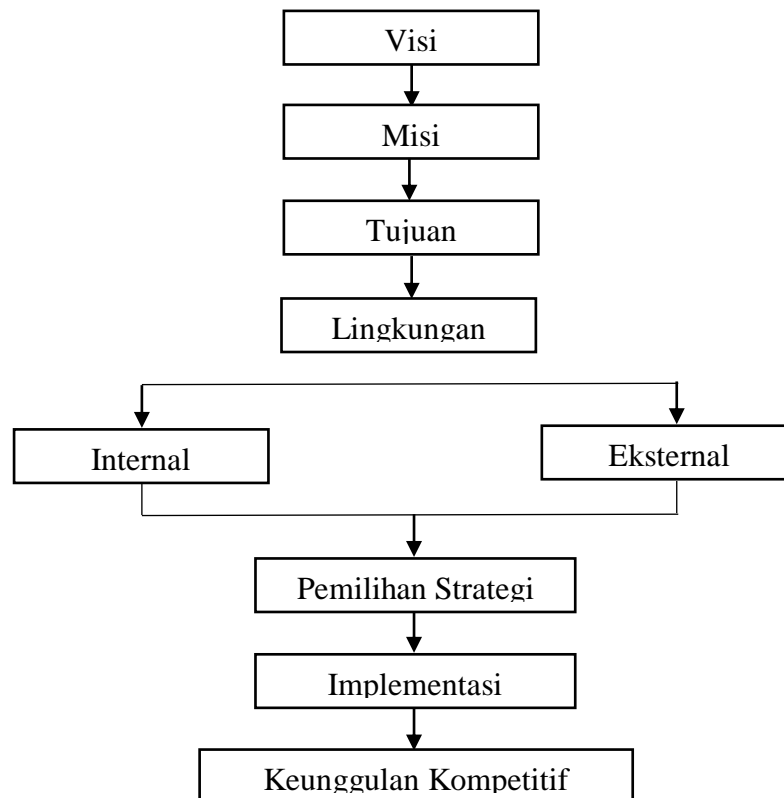 Visi
Misi
Tujuan
Lingkungan
Internal
Eksternal
Pemilihan Strategi
Implementasi
Keunggulan Kompetitif